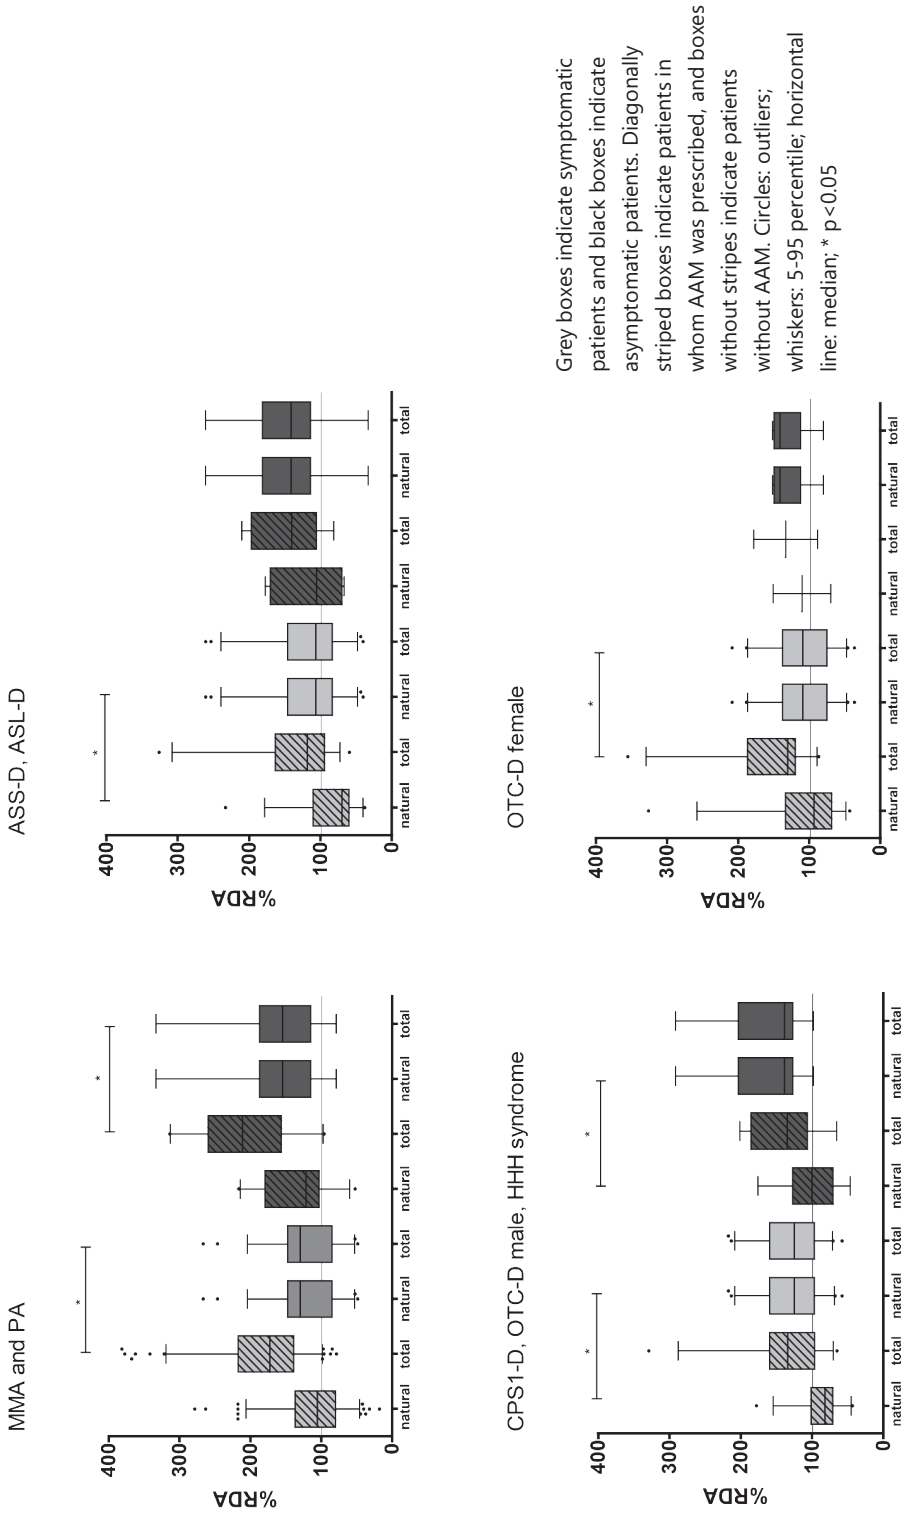 MMA and PA
400
300
200
100
0
%RDA
*
*
natural
total
natural
total
natural
total
natural
total
ASS-D, ASL-D
400
300
200
100
0
%RDA
*
natural
total
natural
total
natural
total
natural
total
CPS1-D, OTC-D male, HHH syndrome
400
300
200
100
0
%RDA
*
*
natural
total
natural
total
natural
total
natural
total
OTC-D female
400
300
200
100
0
%RDA
*
natural
total
natural
total
natural
total
natural
total
Grey boxes indicate symptomatic
patients and black boxes indicate
asymptomatic patients. Diagonally
striped boxes indicate patients in
whom AAM was prescribed, and boxes
without stripes indicate patients
without AAM. Circles: outliers;
whiskers: 5-95 percentile; horizontal
line: median; * p<0.05